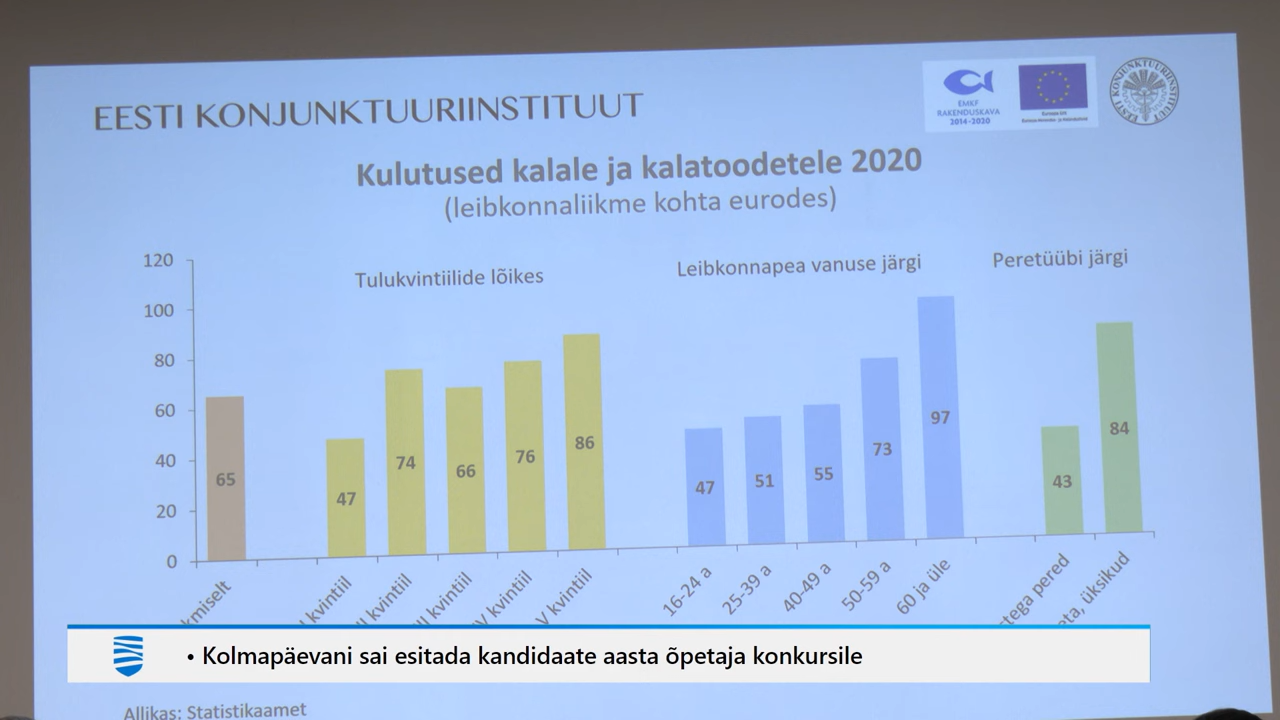 EESTI KONJUNKTUURIINSTITUUT
EMKF
RAKENDUSKAVA
2014-2020
Euroopa Liit
EESTI KONJUNKTUURIINSTITUUT
Kulutused kalale ja kalatoodetele 2020
(leibkonnaliikme kohta eurodes)
Tulukvintiilide lõikes
Leibkonnapea vanuse järgi
Peretüübi järgi
120
100
80
60
40
20
0
65
47
74
66
76
86
47
51
55
73
97
43
84
kvintiil
kvintiil
kvintiil
kvintiil
V kvintiil
16-24 a
25-39 a
40-49 a
50-59 a
60 ja üle
pered
üksikud
• Kolmapäevani sai esitada kandidaate aasta õpetaja konkursile
Allikas: Statistikaamet